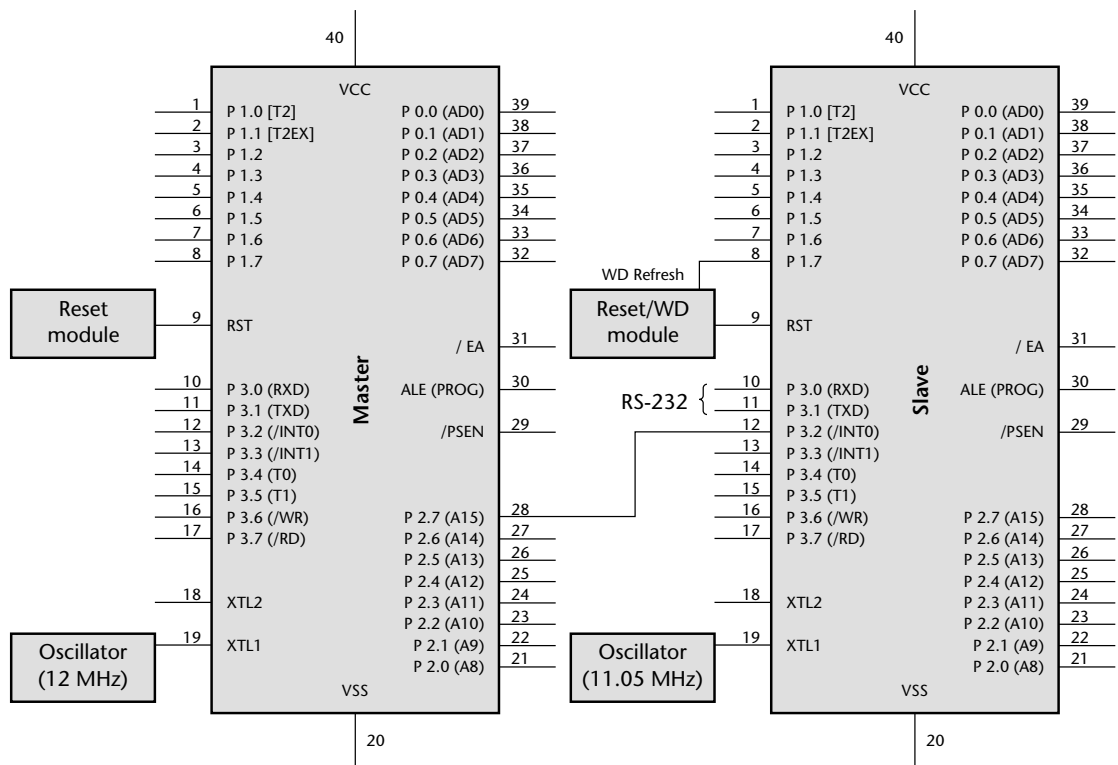 40
VCC
1 P 1.0 [T2] P 0.0 (AD0) 39
2 P 1.1 [T2EX] P 0.1 (AD1) 38
3 P 1.2 P 0.2 (AD2) 37
4 P 1.3 P 0.3 (AD3) 36
5 P 1.4 P 0.4 (AD4) 35
6 P 1.5 P 0.5 (AD5) 34
7 P 1.6 P 0.6 (AD6) 33
8 P 1.7 P 0.7 (AD7) 32
Reset
module
9 RST
/ EA 31
Master
10 P 3.0 (RXD) ALE (PROG) 30
11 P 3.1 (TXD)
12 P 3.2 (/INT0) /PSEN 29
13 P 3.3 (/INT1)
14 P 3.4 (T0)
15 P 3.5 (T1)
16 P 3.6 (/WR) P 2.7 (A15) 28
17 P 3.7 (/RD) P 2.6 (A14) 27
P 2.5 (A13) 26
P 2.4 (A12) 25
18 XTL2 P 2.3 (A11) 24
P 2.2 (A10) 23
19 XTL1 P 2.1 (A9) 22
P 2.0 (A8) 21
Oscillator
(12 MHz)
VSS
20
40
VCC
1 P 1.0 [T2] P 0.0 (AD0) 39
2 P 1.1 [T2EX] P 0.1 (AD1) 38
3 P 1.2 P 0.2 (AD2) 37
4 P 1.3 P 0.3 (AD3) 36
5 P 1.4 P 0.4 (AD4) 35
6 P 1.5 P 0.5 (AD5) 34
7 P 1.6 P 0.6 (AD6) 33
8 P 1.7 P 0.7 (AD7) 32
WD Refresh
Reset/WD
module
9 RST
/ EA 31
Slave
RS-232
10 P 3.0 (RXD) ALE (PROG) 30
11 P 3.1 (TXD)
12 P 3.2 (/INT0) /PSEN 29
13 P 3.3 (/INT1)
14 P 3.4 (T0)
15 P 3.5 (T1)
16 P 3.6 (/WR) P 2.7 (A15) 28
17 P 3.7 (/RD) P 2.6 (A14) 27
P 2.5 (A13) 26
P 2.4 (A12) 25
18 XTL2 P 2.3 (A11) 24
P 2.2 (A10) 23
19 XTL1 P 2.1 (A9) 22
P 2.0 (A8) 21
Oscillator
(11.05 MHz)
VSS
20